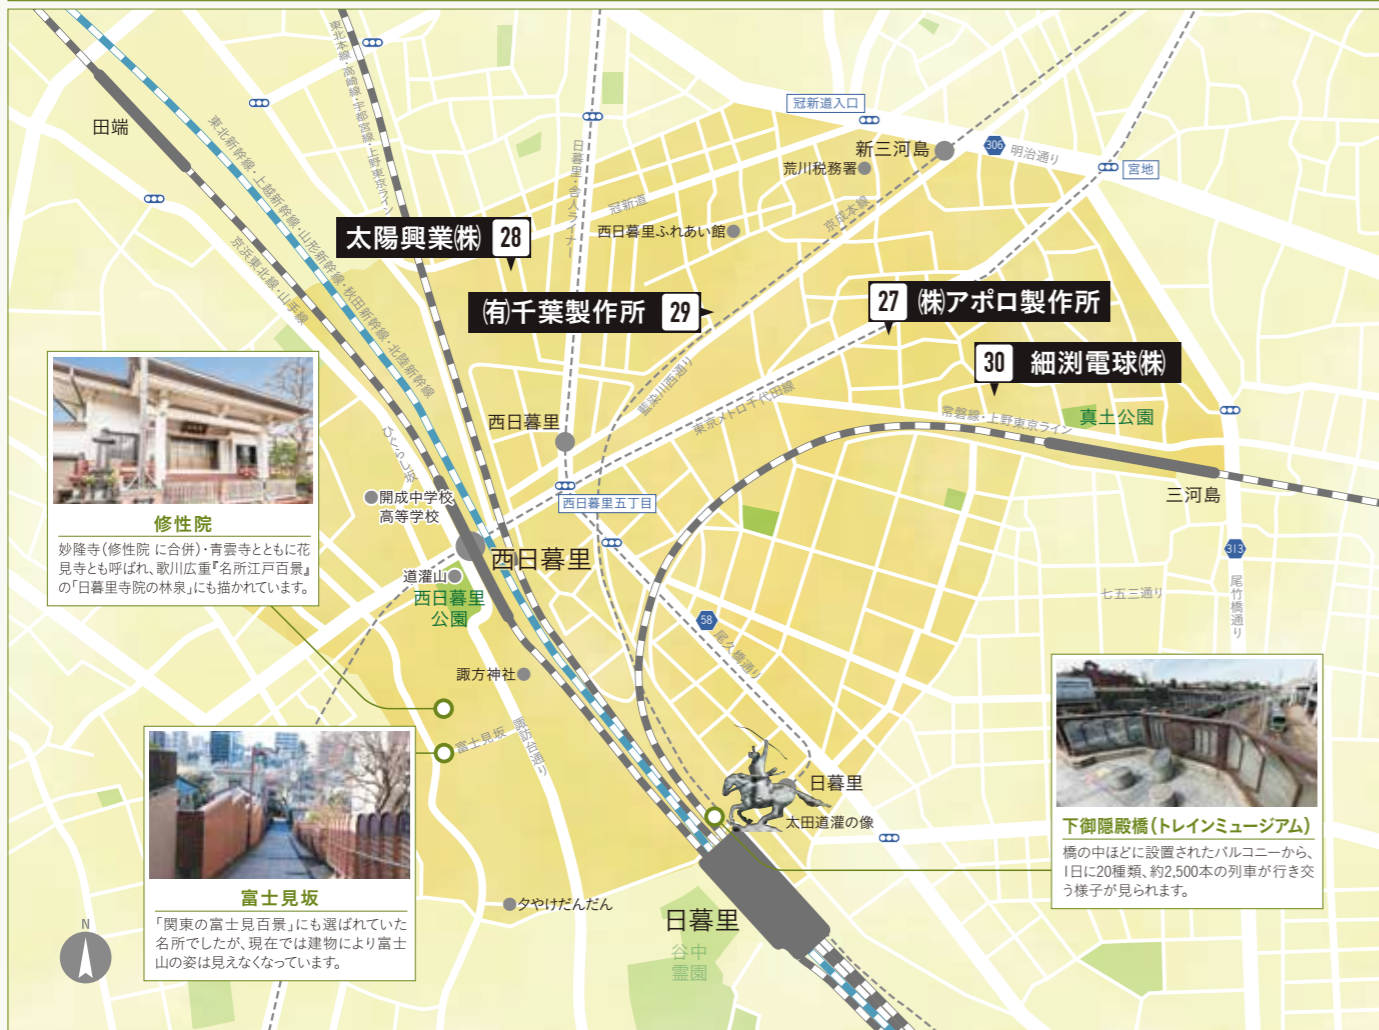 田端
東北本線・高崎線・宇都宮線・上野東京ライン
東北新幹線・上越新幹線・山形新幹線・秋田新幹線・北陸新幹線
京浜東北線・山手線
日暮里・舎人ライナー
冠新道入口
新三河島
荒川税務署
306
明治通り
宮地
冠新道
西日暮里ふれあい館
京成本線
太陽興業㈱ 28
㈲千葉製作所 29
27 ㈱アポロ製作所
30 細渕電球㈱
藍染川西通り
東京メトロ千代田線
常磐線・上野東京ライン
真土公園
三河島
西日暮里
西日暮里五丁目
ひぐらし坂
開成中学校
高等学校
西日暮里
道灌山
西日暮里
公園
313
尾竹橋通り
七五三通り
58
尾久橋通り
諏方神社
富士見坂
諏訪台通り
修性院
妙隆寺(修性院 に合併)・青雲寺とともに花
見寺とも呼ばれ、歌川広重『名所江戸百景』
の「日暮里寺院の林泉」にも描かれています。
富士見坂
「関東の富士見百景」にも選ばれていた
名所でしたが、現在では建物により富士
山の姿は見えなくなっています。
日暮里
太田道灌の像
下御隠殿橋(トレインミュージアム)
橋の中ほどに設置されたバルコニーから、
1日に20種類、約2,500本の列車が行き交
う様子が見られます。
夕やけだんだん
日暮里
谷中
霊園
N